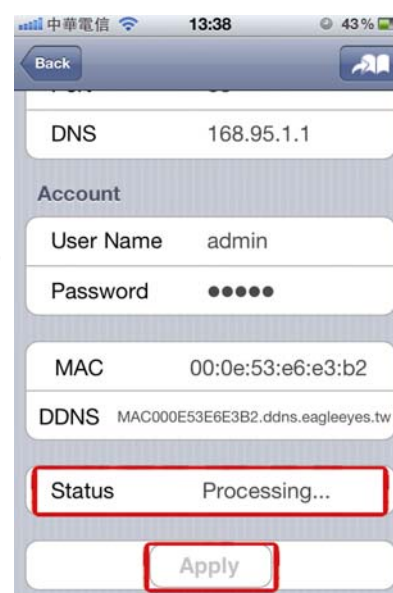 中華電信 13:38 43%
Back
DNS 168.95.1.1
Account
User Name admin
Password ●●●●●
MAC 00:0e:53:e6:e3:b2
DDNS MAC000E53E6E3B2.ddns.eagleeyes.tw
Status Processing...
Apply